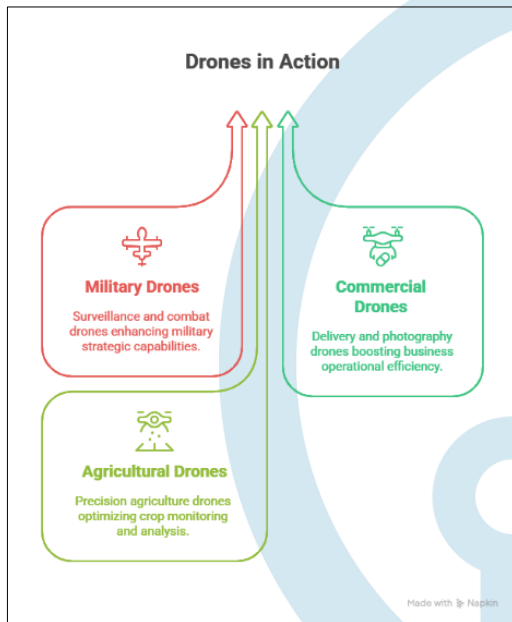 Drones in Action
Military Drones
Surveillance and combat
drones enhancing military
strategic capabilities.
Commercial
Drones
Delivery and photography
drones boosting business
operational efficiency.
Agricultural Drones
Precision agriculture drones
optimizing crop monitoring
and analysis.
Made with Napkin